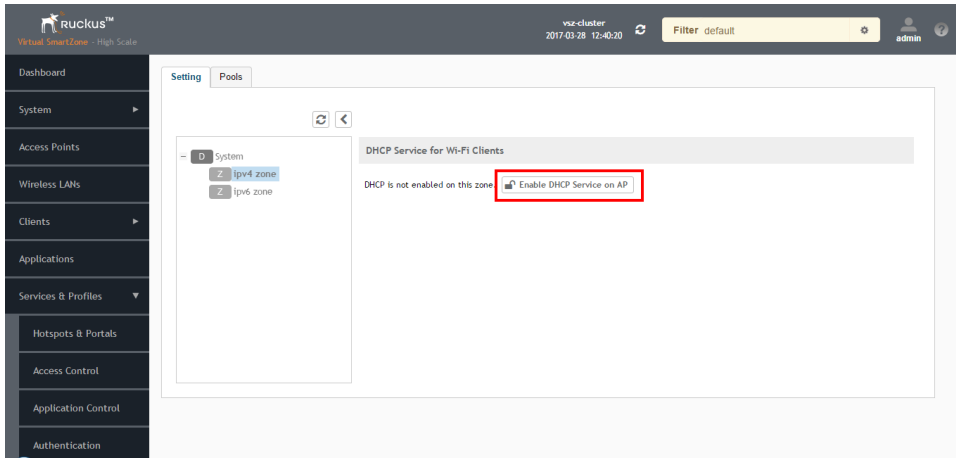 Ruckus™
Virtual SmartZone - High Scale
vsz-cluster
2017-03-28 12:40:20
Filter default
admin
Dashboard
System
Access Points
Wireless LANs
Clients
Applications
Services & Profiles
Hotspots & Portals
Access Control
Application Control
Authentication
Setting Pools
D System
Z ipv4 zone
Z ipv6 zone
DHCP Service for Wi-Fi Clients
DHCP is not enabled on this zone. Enable DHCP Service on AP